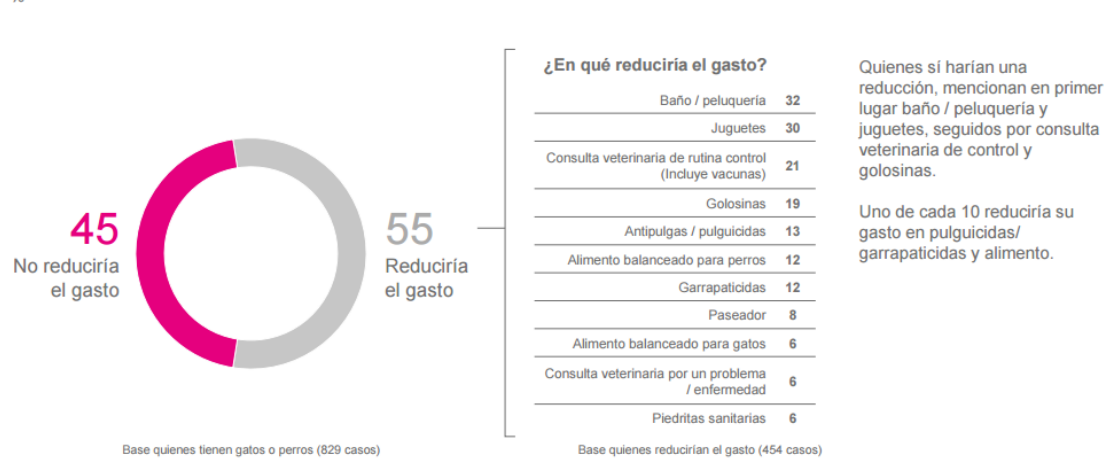 45
No reduciría
el gasto
55
Reduciría
el gasto
Base quienes tienen gatos o perros (829 casos)
¿En qué reduciría el gasto?
Baño / peluquería 32
Juguetes 30
Consulta veterinaria de rutina control
(Incluye vacunas) 21
Golosinas 19
Antipulgas / pulguicidas 13
Alimento balanceado para perros 12
Garrapaticidas 12
Paseador 8
Alimento balanceado para gatos 6
Consulta veterinaria por un problema
/ enfermedad 6
Piedritas sanitarias 6
Base quienes reducirían el gasto (454 casos)
Quienes sí harían una
reducción, mencionan en primer
lugar baño / peluquería y
juguetes, seguidos por consulta
veterinaria de control y
golosinas.
Uno de cada 10 reduciría su
gasto en pulguicidas/
garrapaticidas y alimento.